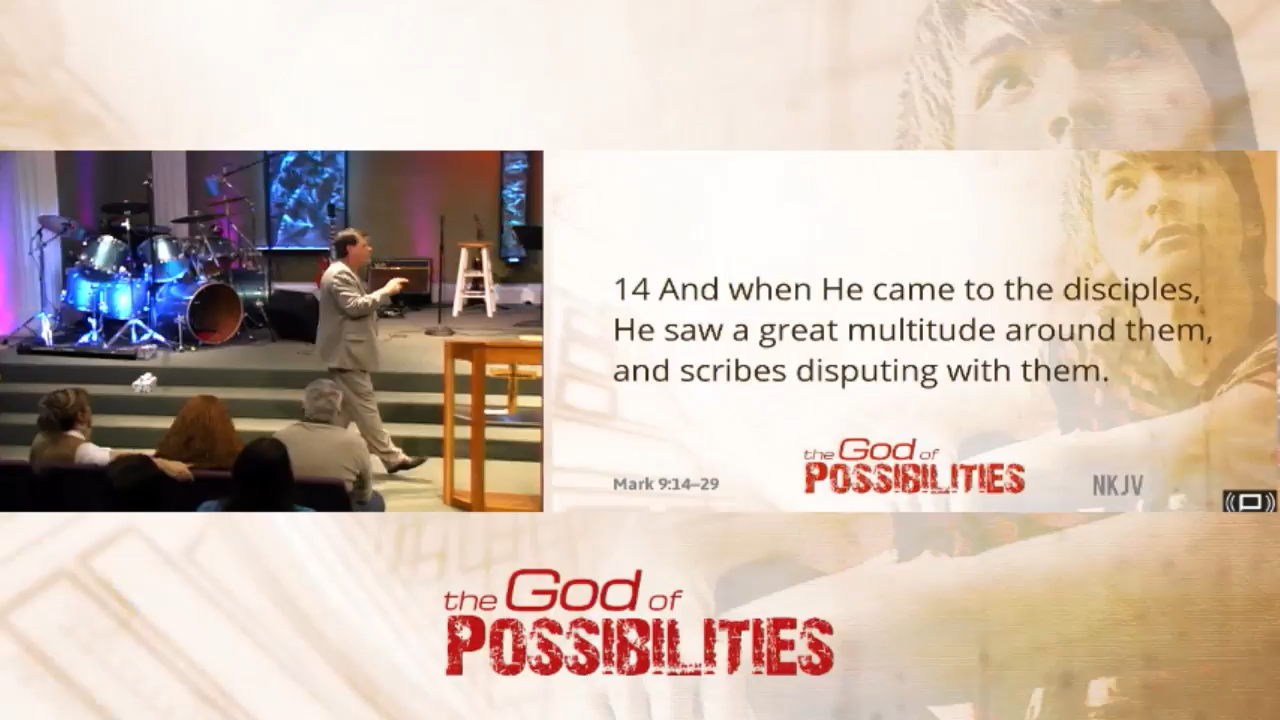 14 And when He came to the disciples,
He saw a great multitude around them,
and scribes disputing with them.
the God of
POSSIBILITIES
Mark 9:14–29
NKJV
the God of
POSSIBILITIES